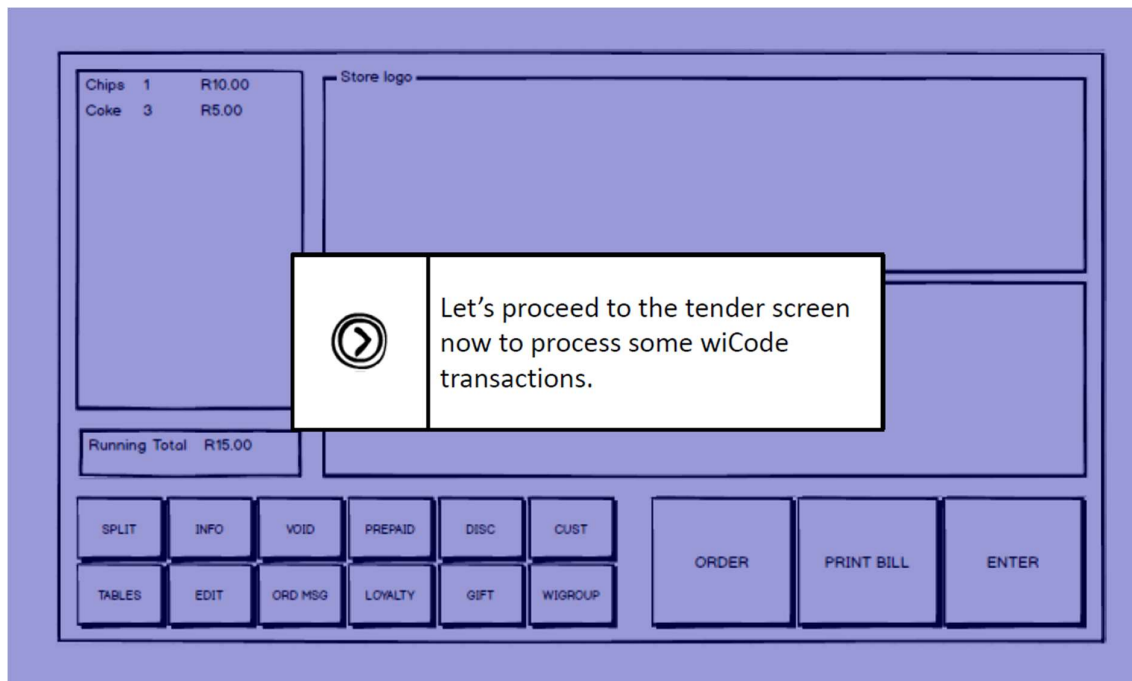 Chips 1 R10.00
Coke 3 R5.00
Store logo
Let's proceed to the tender screen
now to process some wiCode
transactions.
Running Total R15.00
SPLIT INFO VOID PREPAID DISC CUST
TABLES EDIT ORD MSG LOYALTY GIFT WIGROUP
ORDER PRINT BILL ENTER